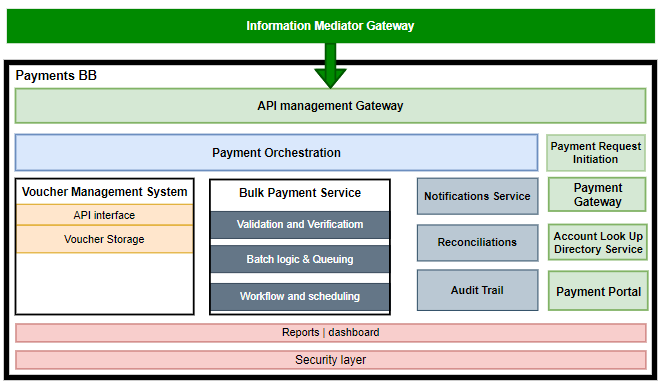 Information Mediator Gateway
Payments BB
API management Gateway
Payment Orchestration
Payment Request
Initiation
Voucher Management System
API interface
Voucher Storage
Bulk Payment Service
Validation and Verificatiom
Batch logic & Queuing
Workflow and scheduling
Notifications Service
Reconciliations
Audit Trail
Payment
Gateway
Account Look Up
Directory Service
Payment Portal
Reports | dashboard
Security layer